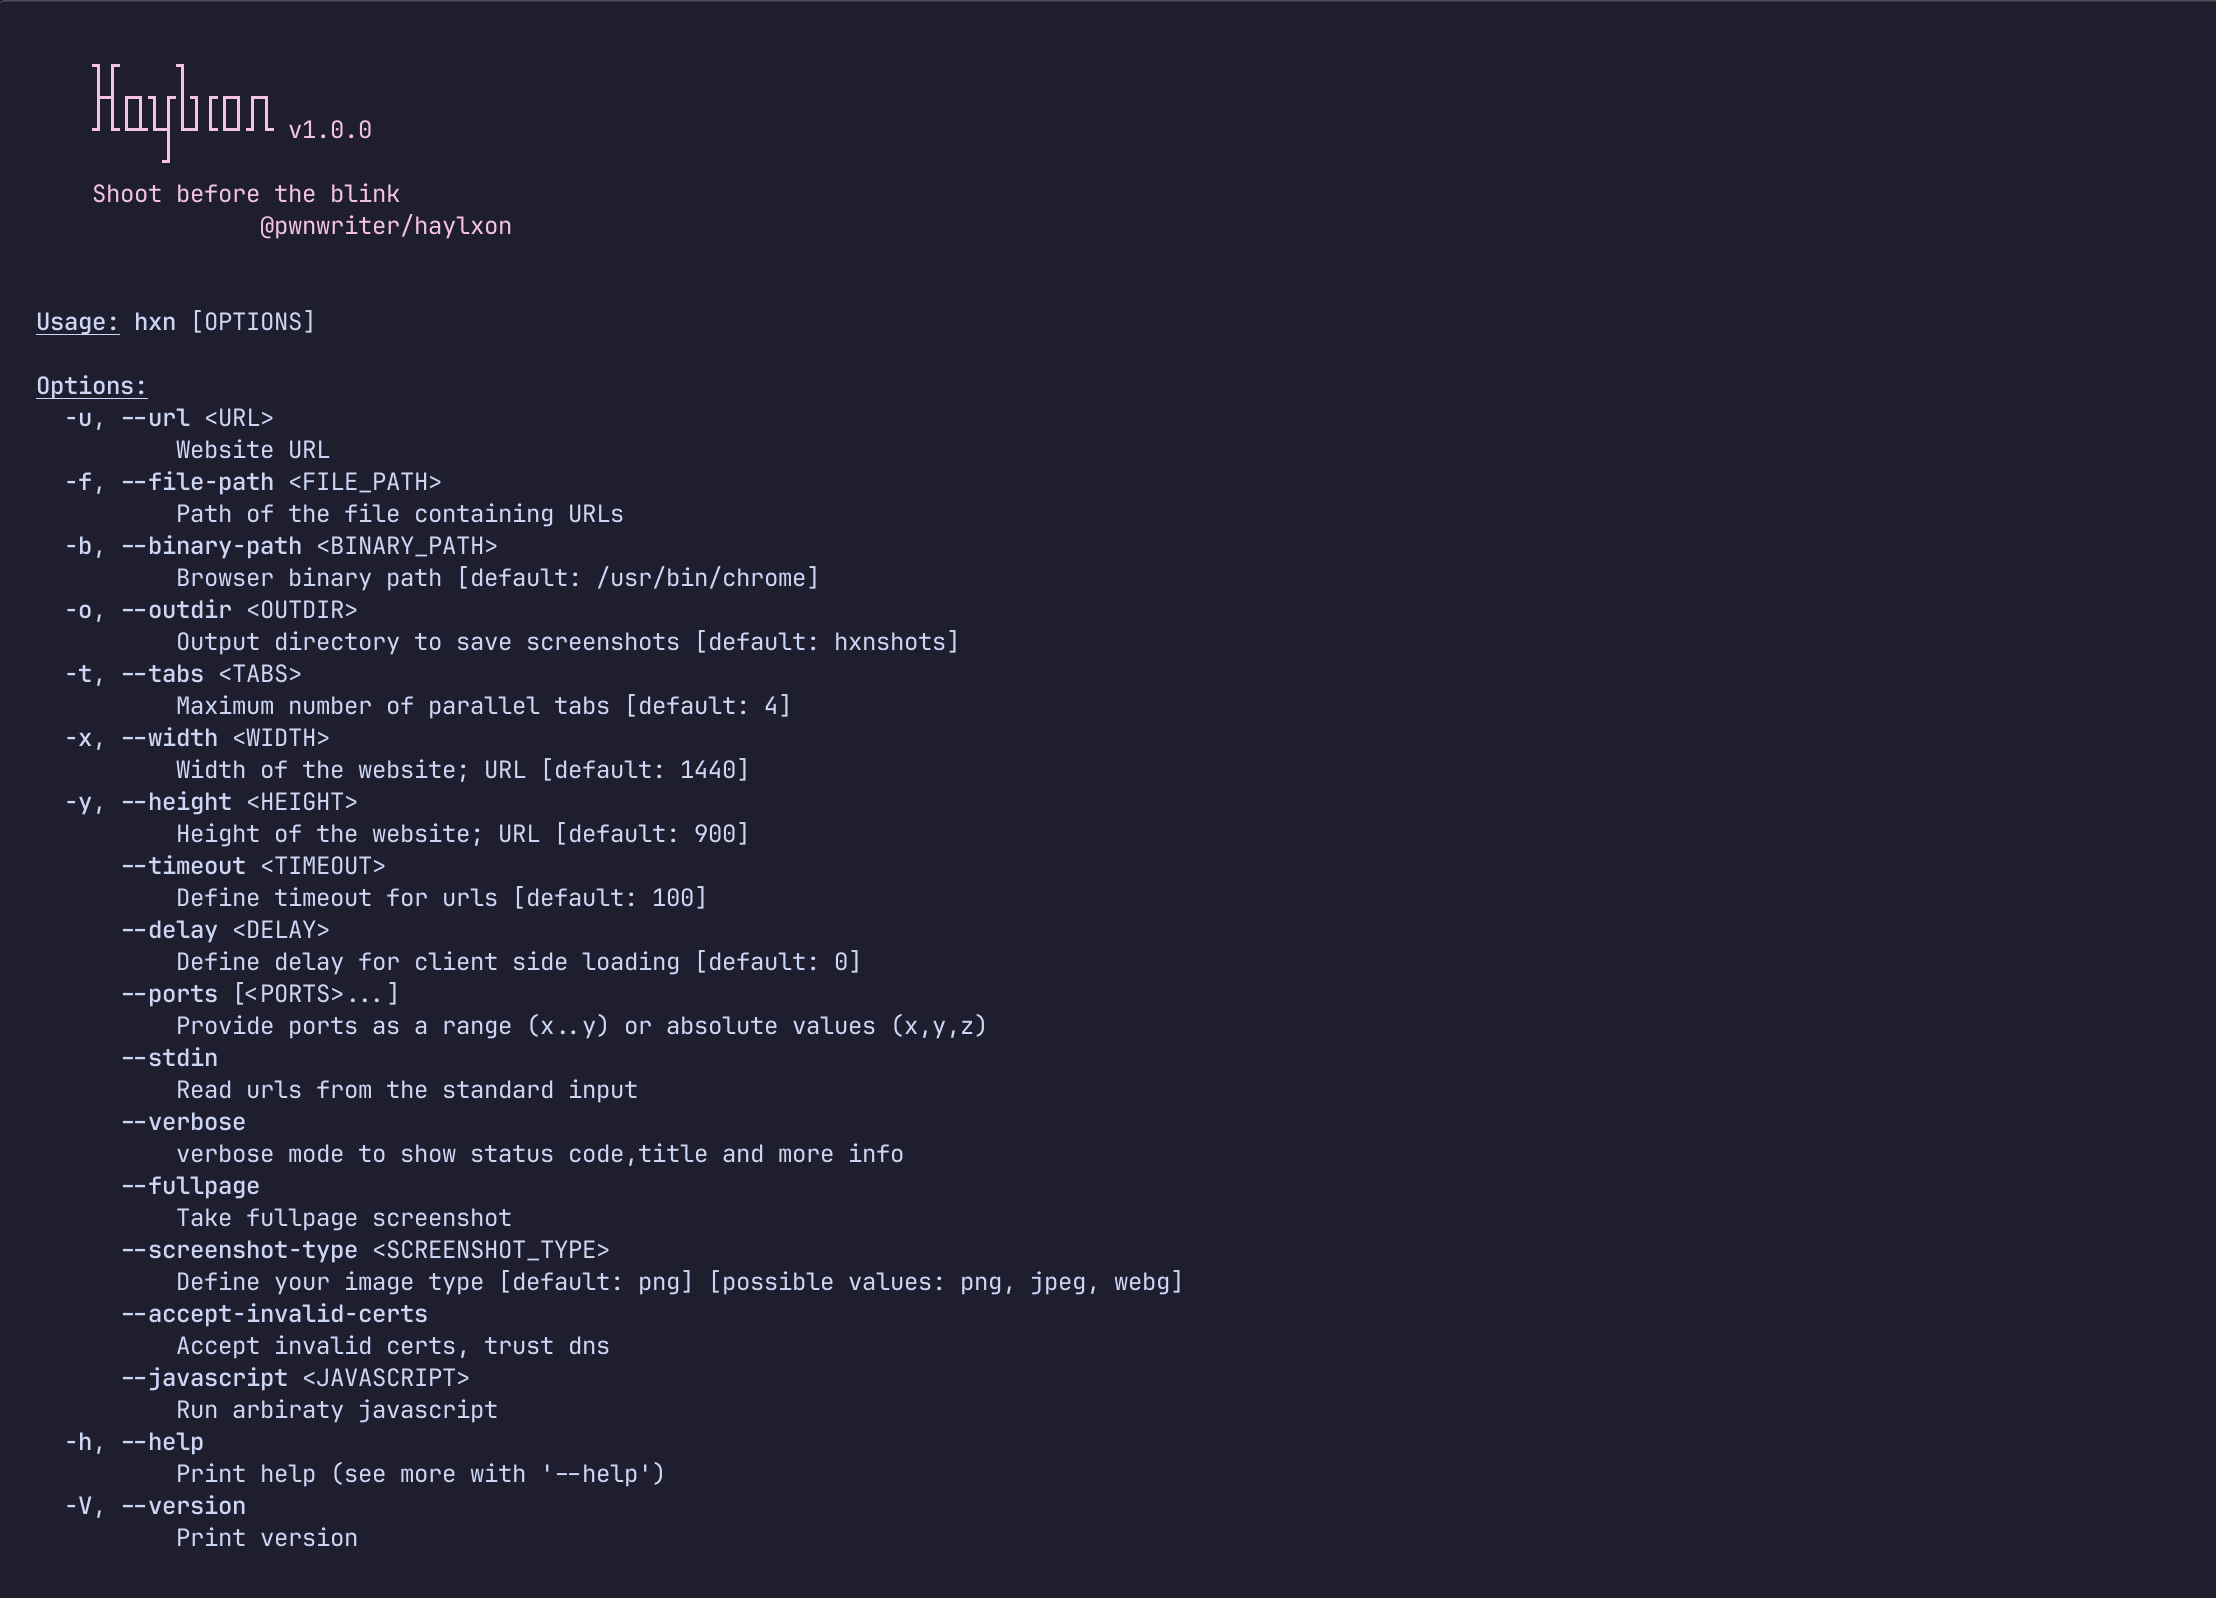 Haylxon v1.0.0
Shoot before the blink
@pwnwriter/haylxon
Usage: hxn [OPTIONS]
Options:
-u, --url <URL>
Website URL
-f, --file-path <FILE_PATH>
Path of the file containing URLs
-b, --binary-path <BINARY_PATH>
Browser binary path [default: /usr/bin/chrome]
-o, --outdir <OUTDIR>
Output directory to save screenshots [default: hxnshots]
-t, --tabs <TABS>
Maximum number of parallel tabs [default: 4]
-x, --width <WIDTH>
Width of the website; URL [default: 1440]
-y, --height <HEIGHT>
Height of the website; URL [default: 900]
--timeout <TIMEOUT>
Define timeout for urls [default: 100]
--delay <DELAY>
Define delay for client side loading [default: 0]
--ports [<PORTS>...]
Provide ports as a range (x..y) or absolute values (x,y,z)
--stdin
Read urls from the standard input
--verbose
verbose mode to show status code,title and more info
--fullpage
Take fullpage screenshot
--screenshot-type <SCREENSHOT_TYPE>
Define your image type [default: png] [possible values: png, jpeg, webg]
--accept-invalid-certs
Accept invalid certs, trust dns
--javascript <JAVASCRIPT>
Run arbiraty javascript
-h, --help
Print help (see more with '--help')
-V, --version
Print version